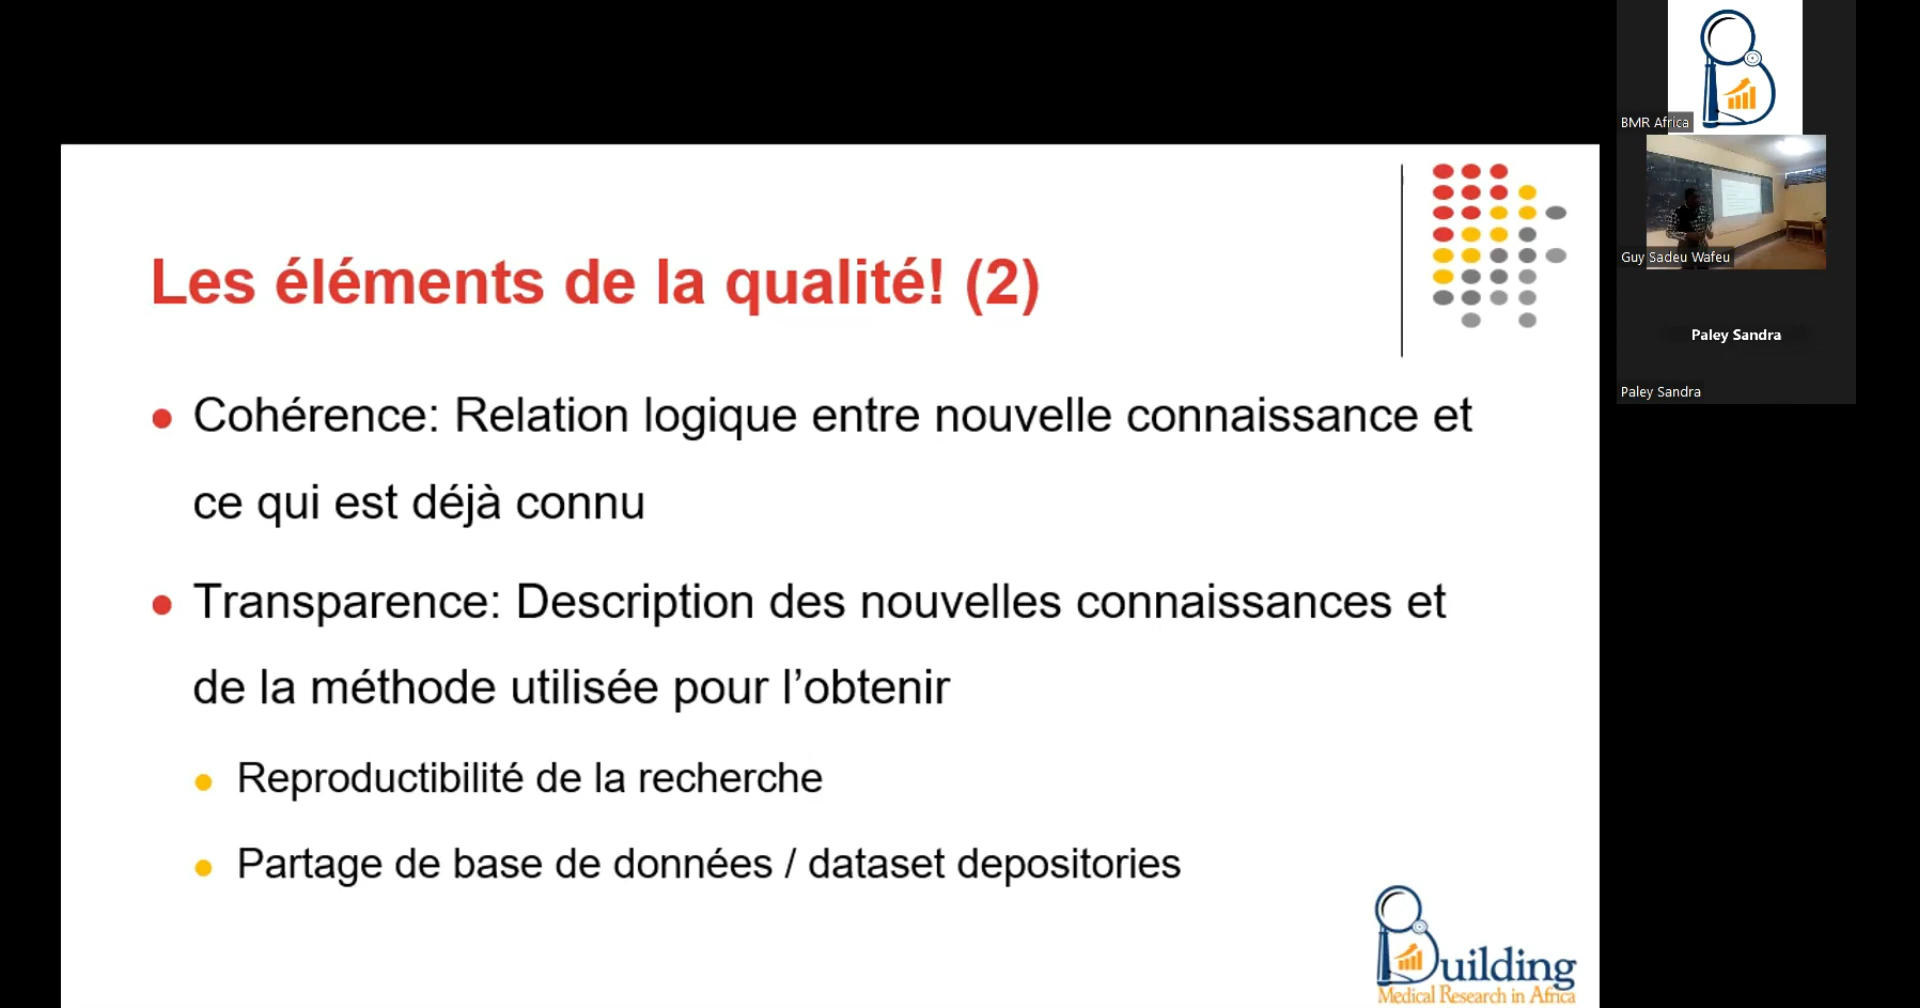 Les éléments de la qualité! (2)
Cohérence: Relation logique entre nouvelle connaissance et
ce qui est déjà connu
Transparence: Description des nouvelles connaissances et
de la méthode utilisée pour l’obtenir
Reproductibilité de la recherche
Partage de base de données / dataset depositories
Building
Medical Research in Africa
BMR Africa
Guy Sadeu Wafeu
Paley Sandra
Paley Sandra